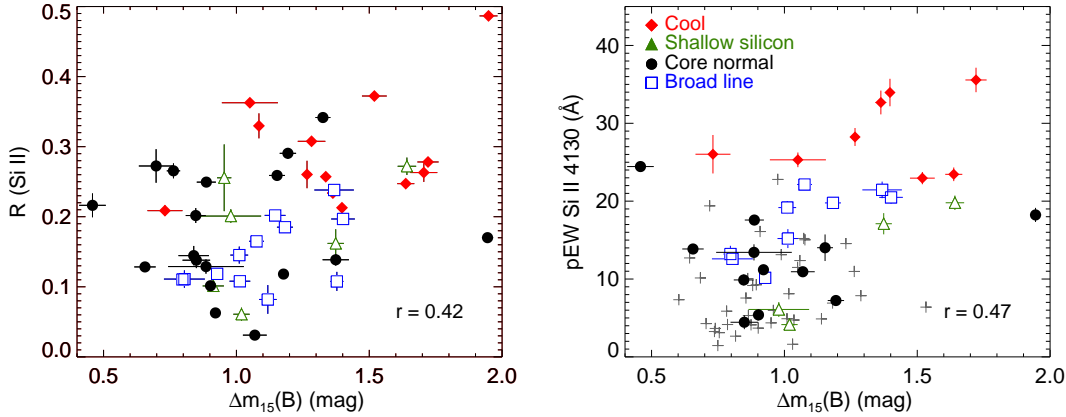 0.5
0.4
0.3
0.2
0.1
0.0
R (Si II)
0.5 1.0 1.5 2.0
Δm15(B) (mag)
r = 0.42
40
30
20
10
0
pEW Si II 4130 (Å)
Cool
Shallow silicon
Core normal
Broad line
r = 0.47
0.5 1.0 1.5 2.0
Δm15(B) (mag)